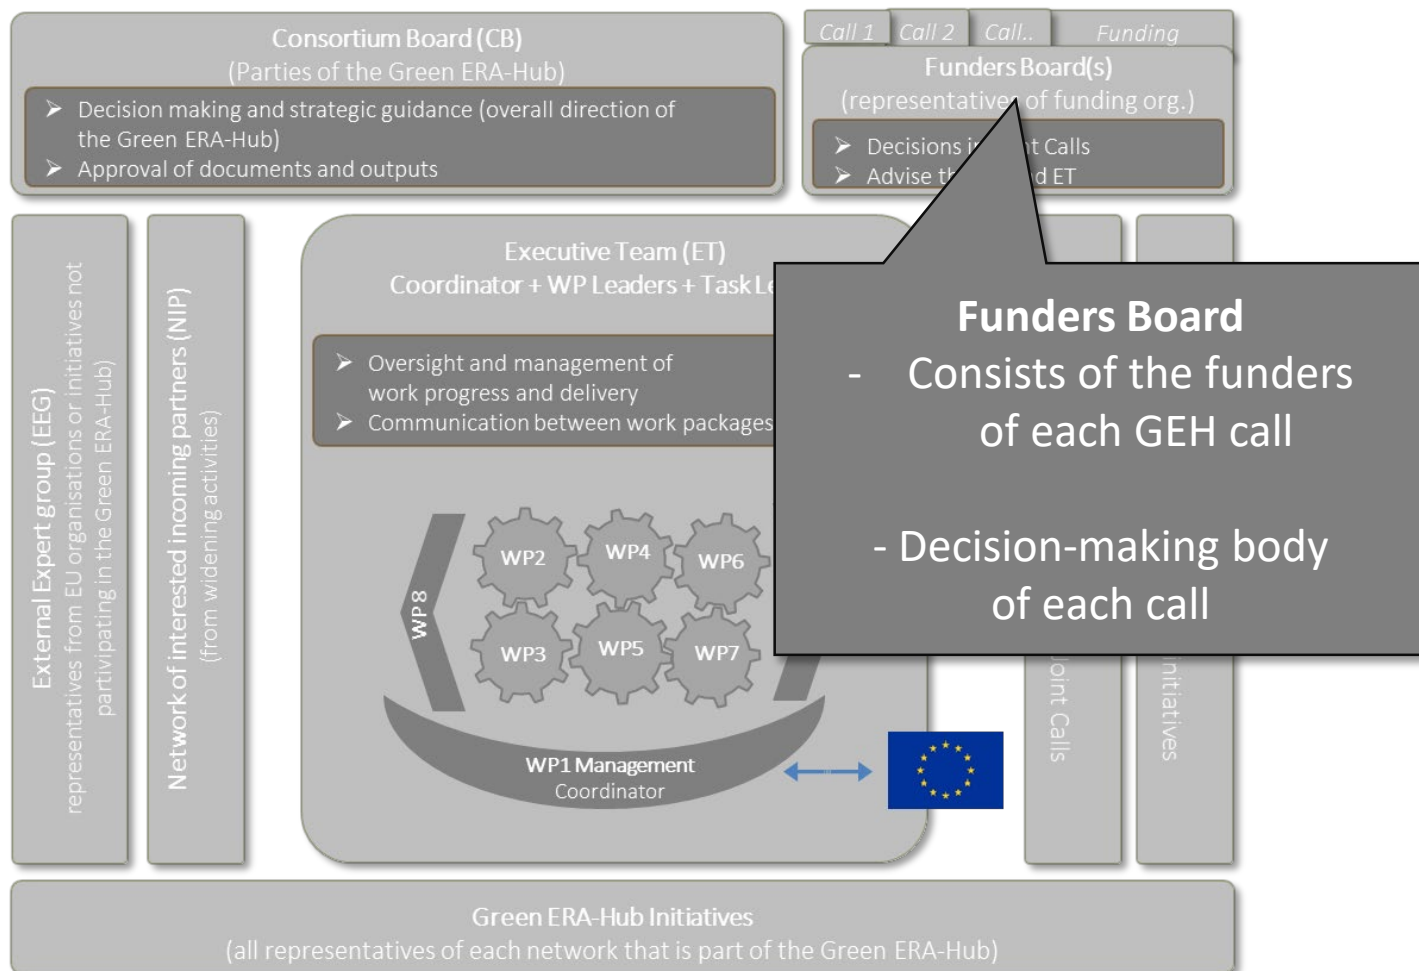 Consortium Board (CB)
(Parties of the Green ERA-Hub)
➢ Decision making and strategic guidance (overall direction of
the Green ERA-Hub)
➢ Approval of documents and outputs
Call 1
Call 2
Call..
Funding
Funders Board(s)
(representatives of funding org.)
➢ Decisions in
t Calls
➢ Advise th
d ET
External Expert group (EEG)
representatives from EU organisations or initiatives not
partivipating in the Green ERA-Hub)
Network of interested incoming partners (NIP)
(from widening activities)
Executive Team (ET)
Coordinator + WP Leaders + Task Le
➢ Oversight and management of
work progress and delivery
➢ Communication between work packages
WP8
WP2
WP4
WP6
WP3
WP5
WP7
WP1 Management
Coordinator
Funders Board
- Consists of the funders
of each GEH call
- Decision-making body
of each call
Joint Calls
initiatives
Green ERA-Hub Initiatives
(all representatives of each network that is part of the Green ERA-Hub)